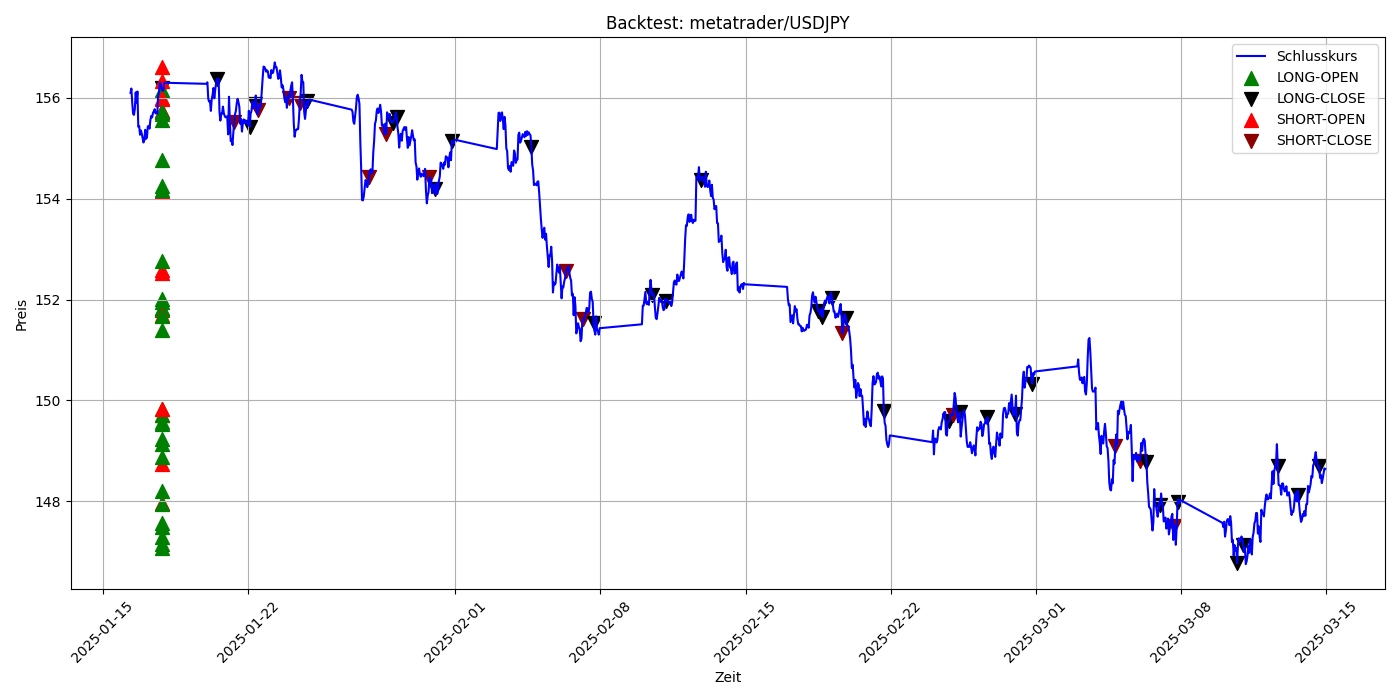 Backtest: metatrader/USDJPY
Schlusskurs
LONG-OPEN
LONG-CLOSE
SHORT-OPEN
SHORT-CLOSE
156
154
152
150
148
Preis
2025-01-15
2025-01-22
2025-02-01
2025-02-08
2025-02-15
2025-02-22
2025-03-01
2025-03-08
2025-03-15
Zeit